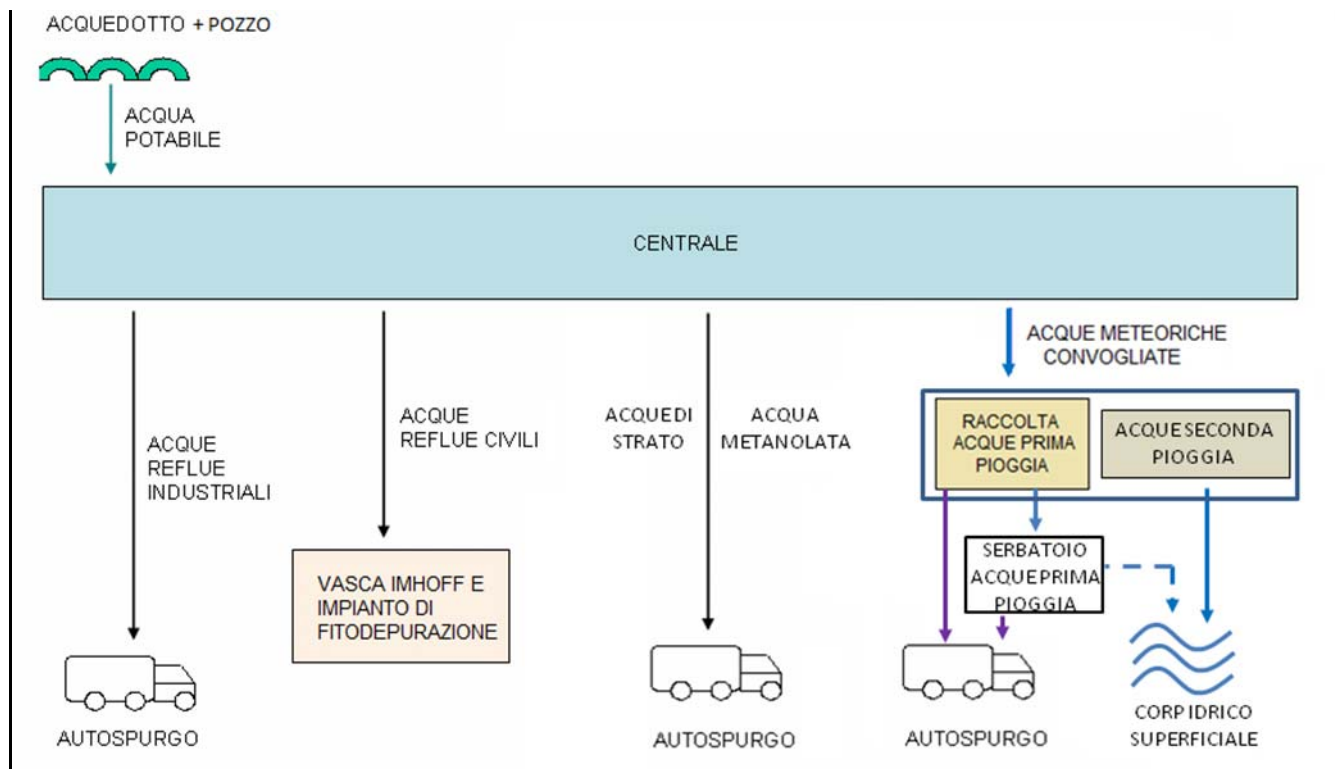 ACQUEDOTTO + POZZO
ACQUA
POTABILE
CENTRALE
ACQUE
REFLUE
INDUSTRIALI
AUTOSPURGO
ACQUE
REFLUE CIVILI
VASCA IMHOFF E
IMPIANTO DI
FITODEPURAZIONE
ACQUE DI
STRATO
ACQUA
METANOLATA
AUTOSPURGO
ACQUE METEORICHE
CONVOGLIATE
RACCOLTA
ACQUE PRIMA
PIOGGIA
ACQUE SECONDA
PIOGGIA
SERBATOIO
ACQUE PRIMA
PIOGGIA
AUTOSPURGO
CORP IDRICO
SUPERFICIALE